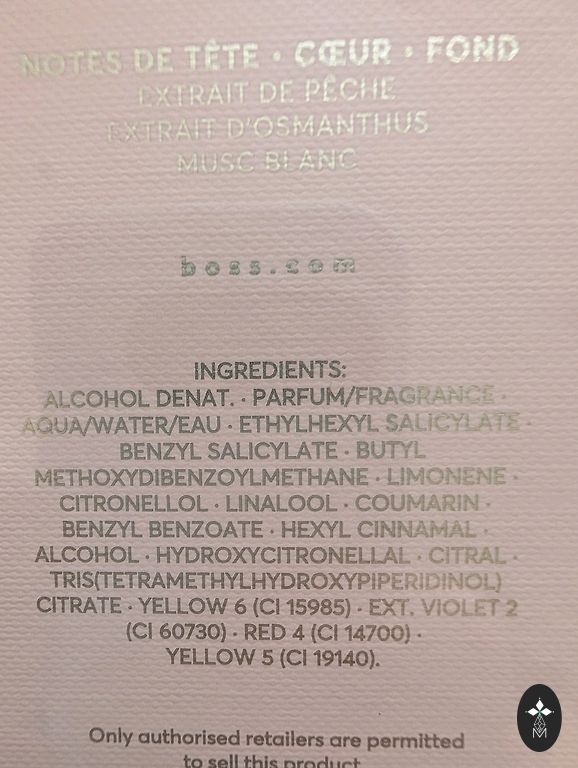 NOTES DE TÊTE • CŒUR • FOND
EXTRAIT DE PÊCHE
EXTRAIT D'OSMANTHUS
MUSC BLANC
boss.com
INGREDIENTS:
ALCOHOL DENAT. · PARFUM/FRAGRANCE ·
AQUA/WATER/EAU · ETHYLHEXYL SALICYLATE ·
BENZYL SALICYLATE · BUTYL
METHOXYDIBENZOYLMETHANE · LIMONENE ·
CITRONELLOL · LINALOOL · COUMARIN ·
BENZYL BENZOATE · HEXYL CINNAMAL ·
ALCOHOL · HYDROXYCITRONELLAL · CITRAL ·
TRIS(TETRAMETHYLHYDROXYPIPERIDINOL)
CITRATE · YELLOW 6 (CI 15985) · EXT. VIOLET 2
(CI 60730) · RED 4 (CI 14700) ·
YELLOW 5 (CI 19140).
Only authorised retailers are permitted
to sell this product
M